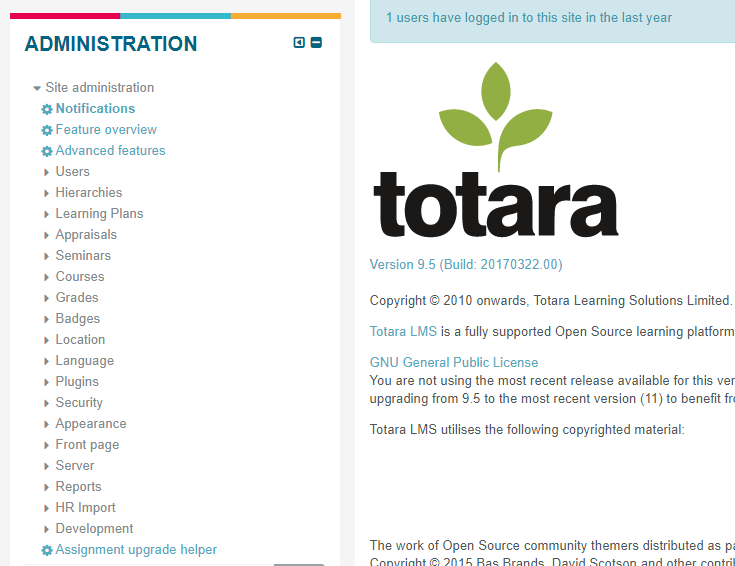 ADMINISTRATION
Site administration
Notifications
Feature overview
Advanced features
Users
Hierarchies
Learning Plans
Appraisals
Seminars
Courses
Grades
Badges
Location
Language
Plugins
Security
Appearance
Front page
Server
Reports
HR Import
Development
Assignment upgrade helper
1 users have logged in to this site in the last year
totara
Version 9.5 (Build: 20170322.00)
Copyright © 2010 onwards, Totara Learning Solutions Limited.
Totara LMS is a fully supported Open Source learning platform
GNU General Public License
You are not using the most recent release available for this ver
upgrading from 9.5 to the most recent version (11) to benefit fro
Totara LMS utilises the following copyrighted material:
The work of Open Source community themers distributed as pa
Copyright © 2015 Bas Brands, David Scotson and other contrib